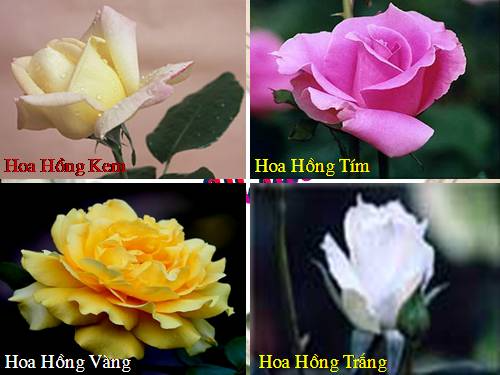 Hoa Hồng Kem
Hoa Hồng Tím
Hoa Hồng Vàng
Hoa Hồng Trắng